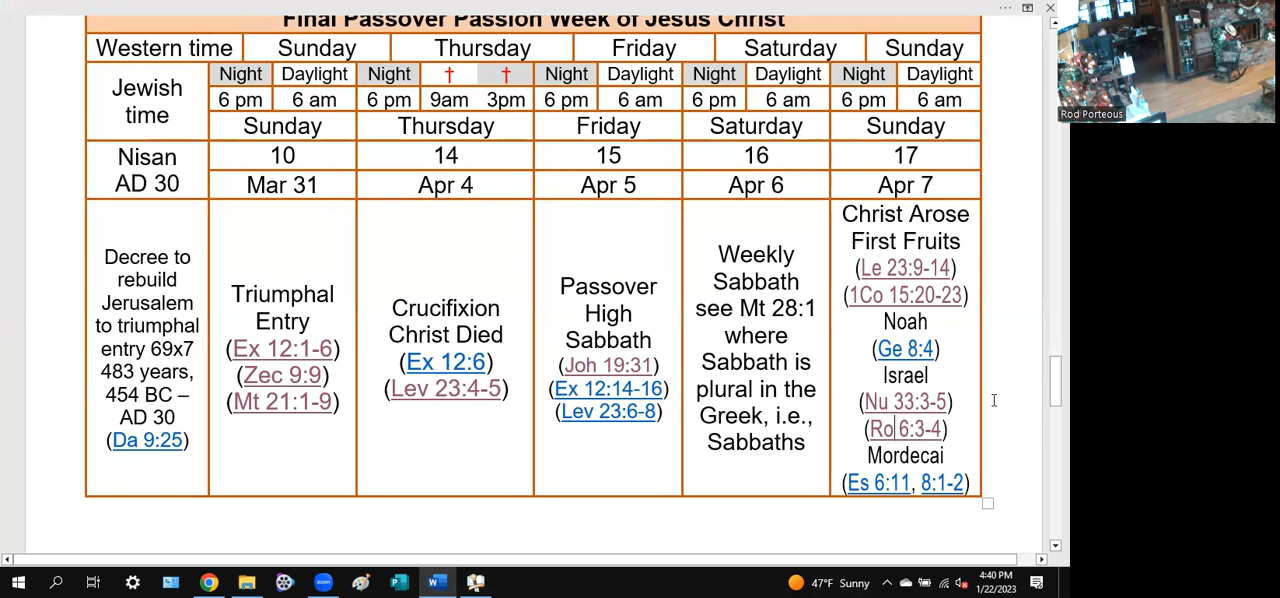 Final Passover Passion Week of Jesus Christ
Western time Sunday Thursday Friday Saturday Sunday
Jewish time
Night Daylight Night † † Night Daylight Night Daylight Night Daylight
6 pm 6 am 6 pm 9am 3pm 6 pm 6 am 6 pm 6 am 6 pm 6 am
Sunday Thursday Friday Saturday Sunday
Nisan AD 30
10 14 15 16 17
Mar 31 Apr 4 Apr 5 Apr 6 Apr 7
Decree to
rebuild
Jerusalem
to triumphal
entry 69x7
483 years,
454 BC –
AD 30
(Da 9:25)
Triumphal
Entry
(Ex 12:1-6)
(Zec 9:9)
(Mt 21:1-9)
Crucifixion
Christ Died
(Ex 12:6)
(Lev 23:4-5)
Passover
High
Sabbath
(Joh 19:31)
(Ex 12:14-16)
(Lev 23:6-8)
Weekly
Sabbath
see Mt 28:1
where
Sabbath is
plural in the
Greek, i.e.,
Sabbaths
Christ Arose
First Fruits
(Le 23:9-14)
(1Co 15:20-23)
Noah
(Ge 8:4)
Israel
(Nu 33:3-5)
(Ro 6:3-4)
Mordecai
(Es 6:11, 8:1-2)
Rod Porteous
zoom
47°F Sunny
4:40 PM
1/22/2023